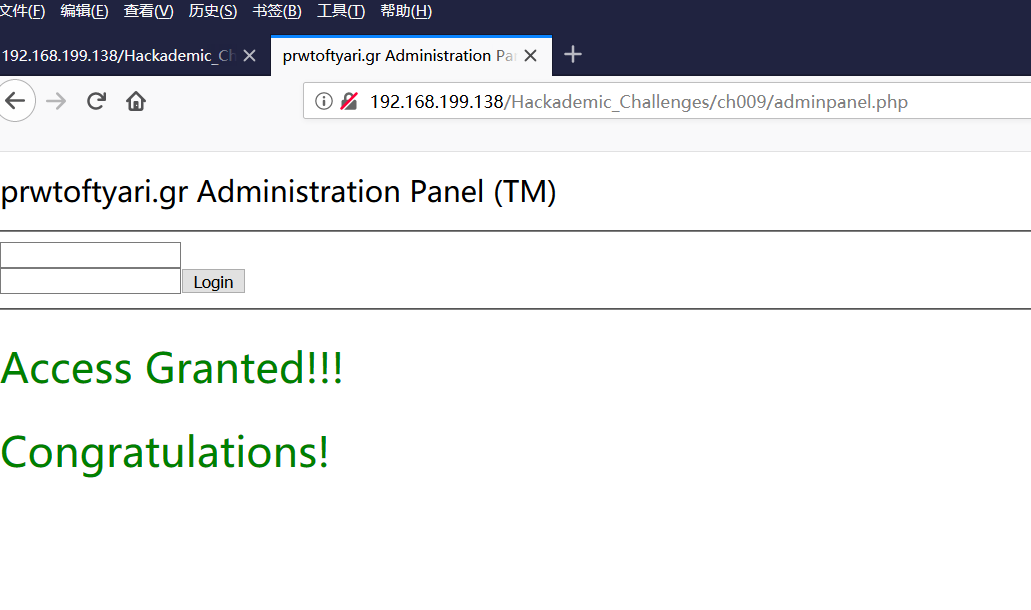 文件(F) 编辑(E) 查看(V) 历史(S) 书签(B) 工具(T) 帮助(H)
192.168.199.138/Hackademic_Ch prwtoftyari.gr Administration Pa
192.168.199.138/Hackademic_Challenges/ch009/adminpanel.php
prwtoftyari.gr Administration Panel (TM)
Login
Access Granted!!!
Congratulations!